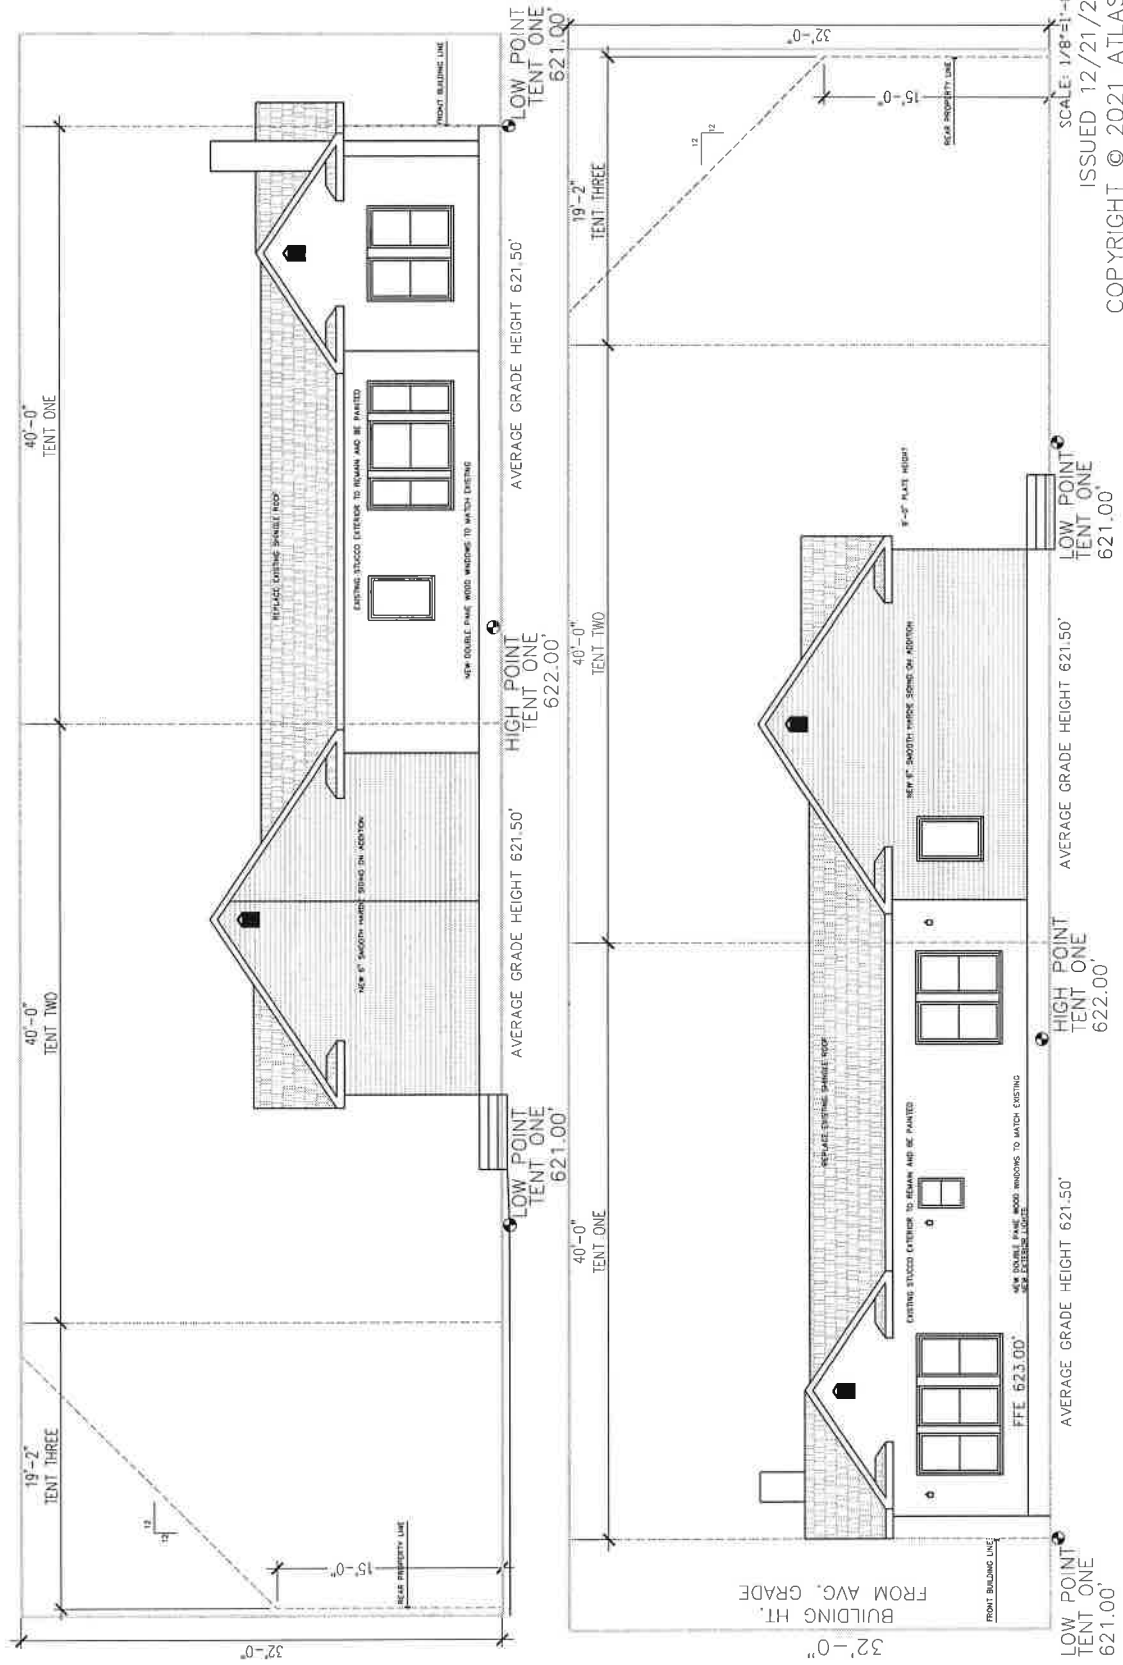 40'-0"
TENT ONE
40'-0"
TENT TWO
19'-2"
TENT THREE
REPLACE EXISTING SHINGLE ROOF
EXISTING STUCCO EXTERIOR TO REMAIN AND BE PAINTED
NEW DOUBLE PANE WOOD WINDOWS TO MATCH EXISTING
NEW 6" SMOOTH HARDIE SIDING ON ADDITION
12
12
15'-0"
32'-0"
REAR PROPERTY LINE
FRONT BUILDING LINE
LOW POINT
TENT ONE
621.00'
AVERAGE GRADE HEIGHT 621.50'
HIGH POINT
TENT ONE
622.00'
AVERAGE GRADE HEIGHT 621.50'
LOW POINT
TENT ONE
621.00'
19'-2"
TENT THREE
40'-0"
TENT TWO
40'-0"
TENT ONE
12
12
32'-0"
15'-0"
REAR PROPERTY LINE
NEW 6" SMOOTH HARDIE SIDING ON ADDITION
REPLACE EXISTING SHINGLE ROOF
EXISTING STUCCO EXTERIOR TO REMAIN AND BE PAINTED
NEW DOUBLE PANE WOOD WINDOWS TO MATCH EXISTING
NEW EXTERIOR LIGHTS
FFE 623.00'
PLATE HEIGHT
32'-0"
BUILDING HT.
FROM AVG. GRADE
FRONT BUILDING LINE
LOW POINT
TENT ONE
621.00'
AVERAGE GRADE HEIGHT 621.50'
HIGH POINT
TENT ONE
622.00'
AVERAGE GRADE HEIGHT 621.50'
LOW POINT
TENT ONE
621.00'
SCALE: 1/8"=1'-
ISSUED 12/21/2
COPYRIGHT © 2021 ATLAS